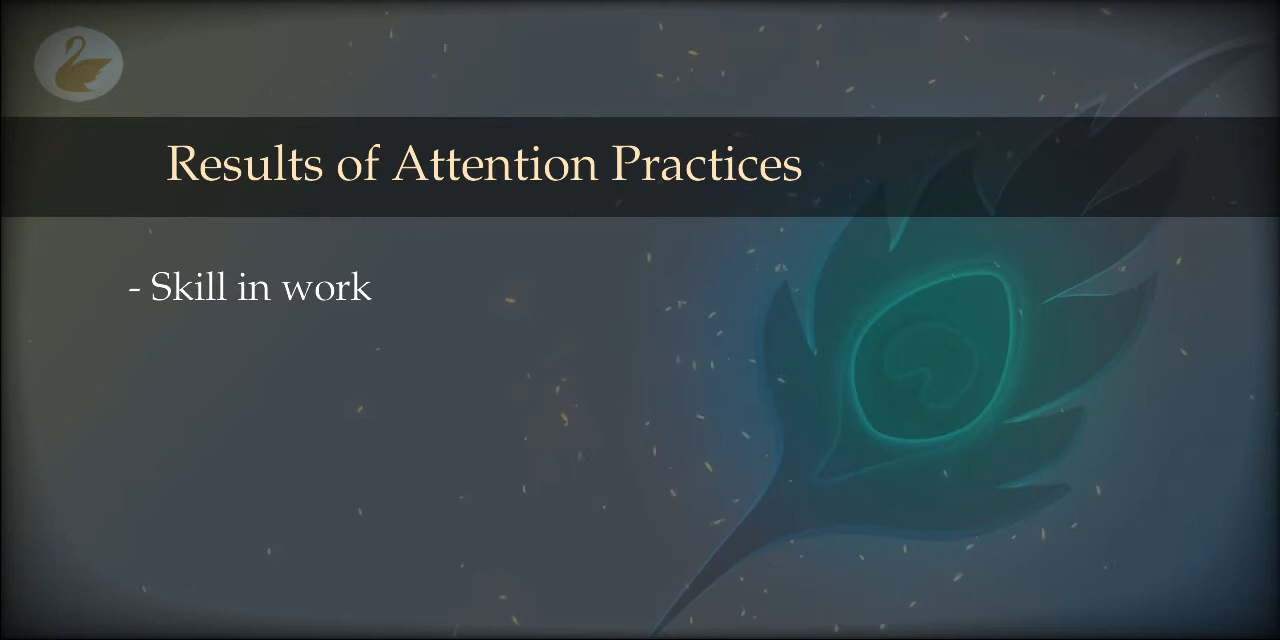 Results of Attention Practices
- Skill in work